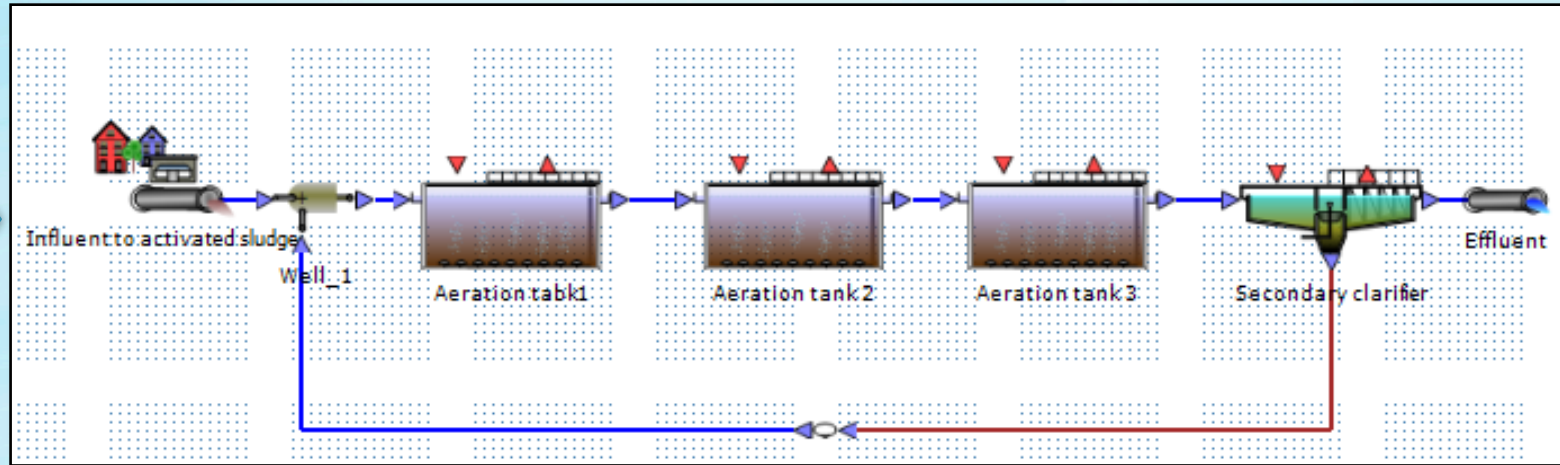 Influent to activated sludge
Well_1
Aeration tabk1
Aeration tank 2
Aeration tank 3
Secondary clarifier
Effluent